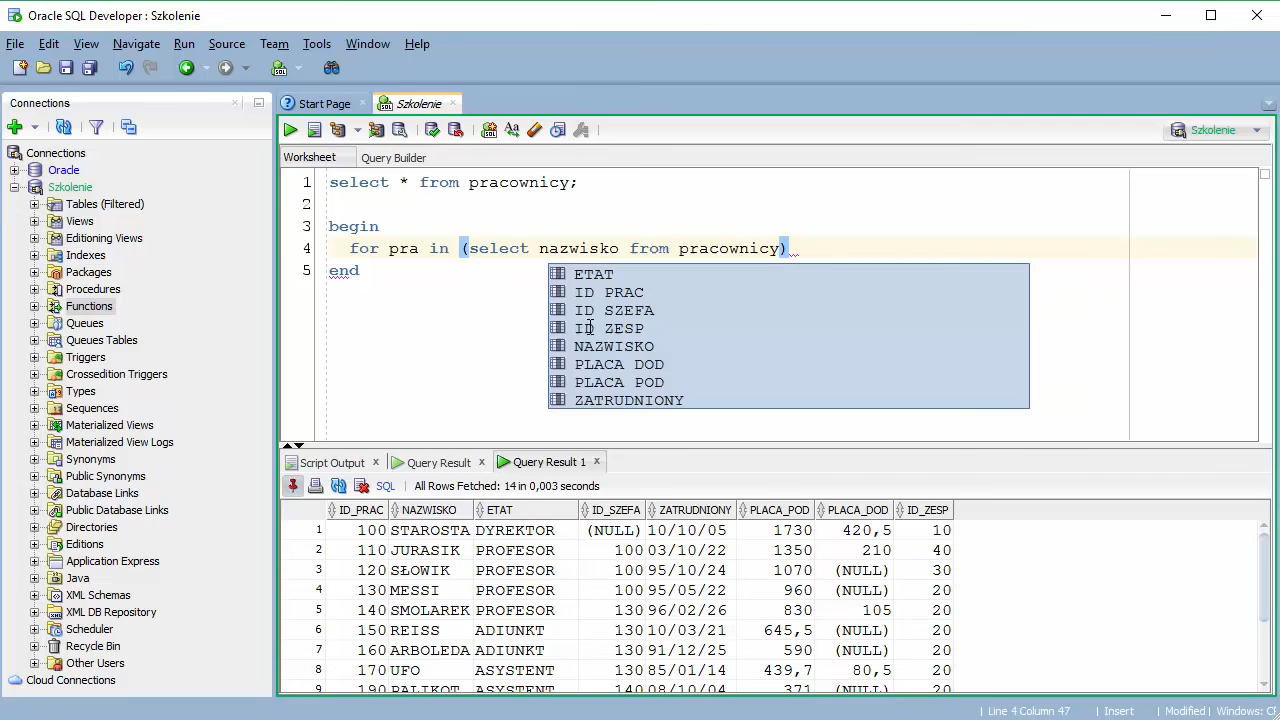 Oracle SQL Developer : Szkolenie
File Edit View Navigate Run Source Team Tools Window Help
Connections
Connections
Oracle
Szkolenie
Tables (Filtered)
Views
Editioning Views
Indexes
Packages
Procedures
Functions
Queues
Queues Tables
Triggers
Crossedition Triggers
Types
Sequences
Materialized Views
Materialized View Logs
Synonyms
Public Synonyms
Database Links
Public Database Links
Directories
Editions
Application Express
Java
XML Schemas
XML DB Repository
Scheduler
Recycle Bin
Other Users
Cloud Connections
Start Page Szkolenie
Szkolenie
Worksheet Query Builder
1 select * from pracownicy;
2
3 begin
4 for pra in (select nazwisko from pracownicy)
5 end
ETAT
ID PRAC
ID SZEFA
ID ZESP
NAZWISKO
PLACA DOD
PLACA POD
ZATRUDNIONY
Script Output Query Result Query Result 1
SQL All Rows Fetched: 14 in 0,003 seconds
ID_PRAC NAZWISKO ETAT ID_SZEFA ZATRUDNIONY PLACA_POD PLACA_DOD ID_ZESP
1 100 STAROSTA DYREKTOR (NULL) 10/10/05 1730 420,5 10
2 110 JURASIK PROFESOR 100 03/10/22 1350 210 40
3 120 SŁOWIK PROFESOR 100 95/10/24 1070 (NULL) 30
4 130 MESSI PROFESOR 100 95/05/22 960 (NULL) 20
5 140 SMOLAREK PROFESOR 130 96/02/26 830 105 20
6 150 REISS ADIUNKT 130 10/03/21 645,5 (NULL) 20
7 160 ARBOLEDA ADIUNKT 130 91/12/25 590 (NULL) 20
8 170 UFO ASYSTENT 130 85/01/14 439,7 80,5 20
9 190 PALIKOT ASYSTENT 140 08/10/04 371 (NULL) 20
Line 4 Column 47 Insert Modified Windows: C